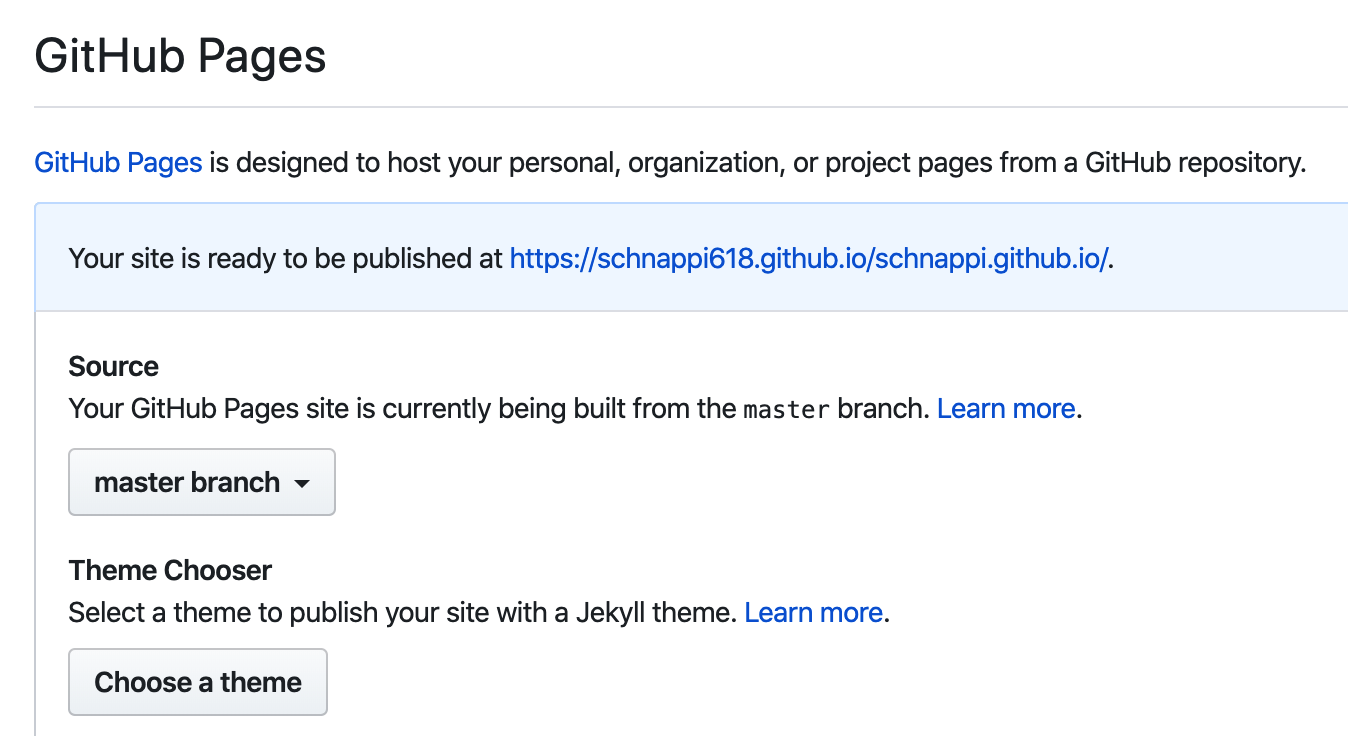 GitHub Pages
GitHub Pages is designed to host your personal, organization, or project pages from a GitHub repository.
Your site is ready to be published at https://schnappi618.github.io/schnappi.github.io/.
Source
Your GitHub Pages site is currently being built from the master branch. Learn more.
master branch
Theme Chooser
Select a theme to publish your site with a Jekyll theme. Learn more.
Choose a theme